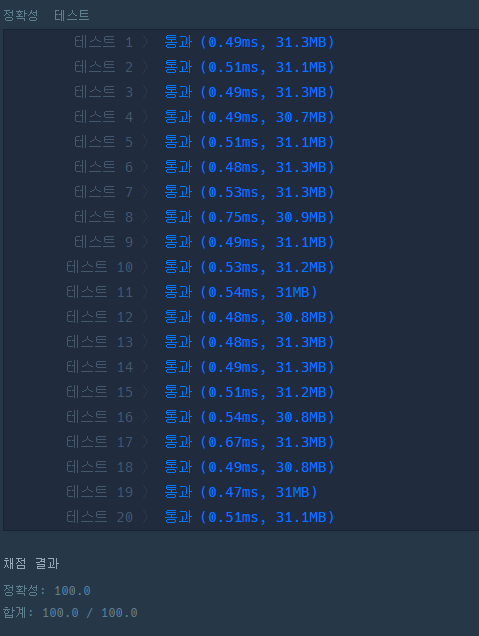 정확성 테스트
테스트 1 〉 통과 (0.49ms, 31.3MB)
테스트 2 〉 통과 (0.51ms, 31.1MB)
테스트 3 〉 통과 (0.49ms, 31.3MB)
테스트 4 〉 통과 (0.49ms, 30.7MB)
테스트 5 〉 통과 (0.51ms, 31.1MB)
테스트 6 〉 통과 (0.48ms, 31.3MB)
테스트 7 〉 통과 (0.53ms, 31.3MB)
테스트 8 〉 통과 (0.75ms, 30.9MB)
테스트 9 〉 통과 (0.49ms, 31.1MB)
테스트 10 〉 통과 (0.53ms, 31.2MB)
테스트 11 〉 통과 (0.54ms, 31MB)
테스트 12 〉 통과 (0.48ms, 30.8MB)
테스트 13 〉 통과 (0.48ms, 31.3MB)
테스트 14 〉 통과 (0.49ms, 31.3MB)
테스트 15 〉 통과 (0.51ms, 31.2MB)
테스트 16 〉 통과 (0.54ms, 30.8MB)
테스트 17 〉 통과 (0.67ms, 31.3MB)
테스트 18 〉 통과 (0.49ms, 30.8MB)
테스트 19 〉 통과 (0.47ms, 31MB)
테스트 20 〉 통과 (0.51ms, 31.1MB)
채점 결과
정확성: 100.0
합계: 100.0 / 100.0